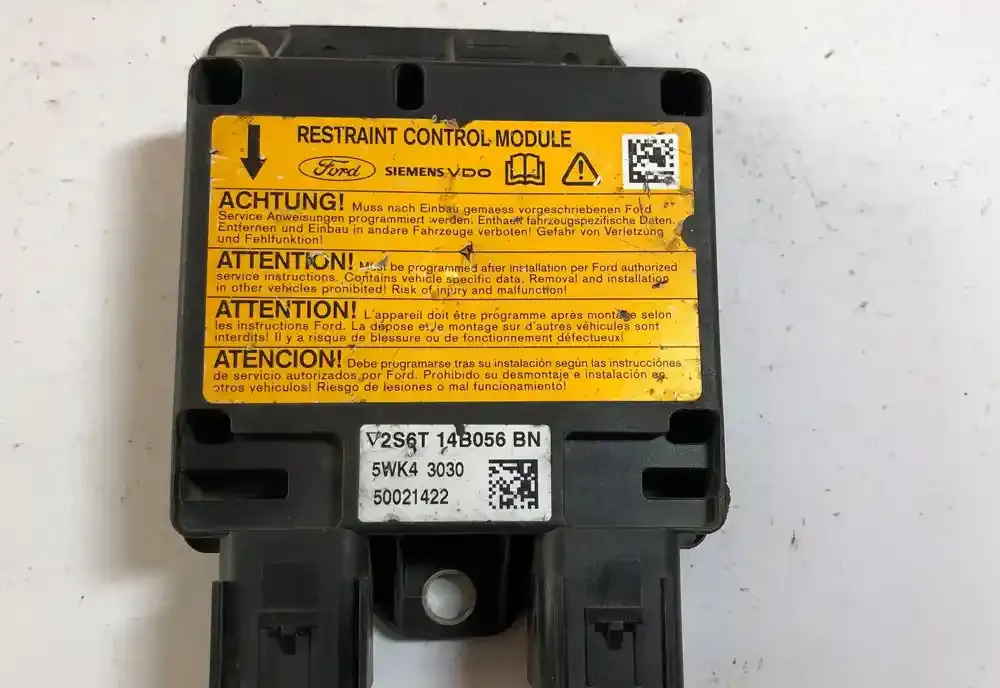 RESTRAINT CONTROL MODULE
Ford SIEMENS VDO
ACHTUNG! Muss nach Einbau gemaess vorgeschriebenen Ford
Service Anweisungen programmiert werden. Enthaelt fahrzeugspezifische Daten.
Entfernen und Einbau in andere Fahrzeuge verboten! Gefahr von Verletzung
und Fehlfunktion!
ATTENTION! Must be programmed after installation per Ford authorized
service instructions. Contains vehicle specific data. Removal and installation
in other vehicles prohibited! Risk of injury and malfunction!
ATTENTION! L'appareil doit être programme après montage selon
les instructions Ford. La dépose et le montage sur d'autres véhicules sont
interdits! Il y a risque de blessure ou de fonctionnement défectueux!
ATENCION! Debe programarse tras su instalación según las instrucciónes
de servicio autorizados por Ford. Prohibido su desmontaje e instalación en
otros vehiculos! Riesgo de lesiones o mal funcionamiento!
2S6T 14B056 BN
5WK4 3030
50021422